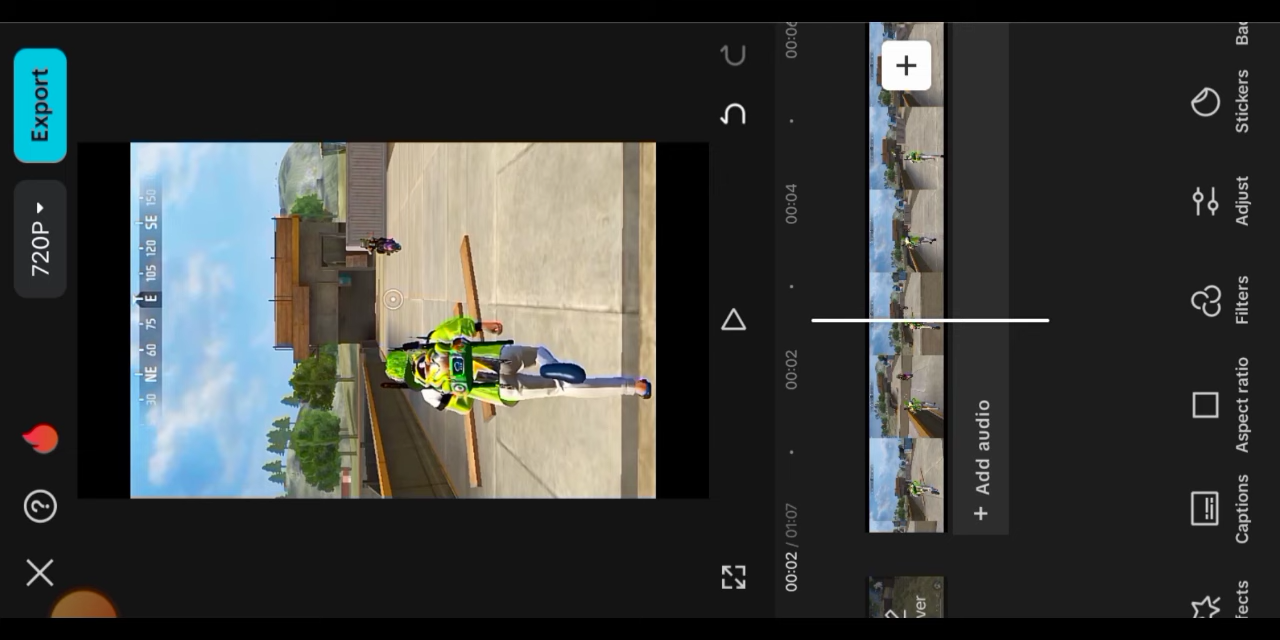 720P
Export
30 NE 60 75 E 105 120 SE 150
00:02 / 01:07
00:02
00:04
+ Add audio
Captions
Aspect ratio
Filters
Adjust
Stickers